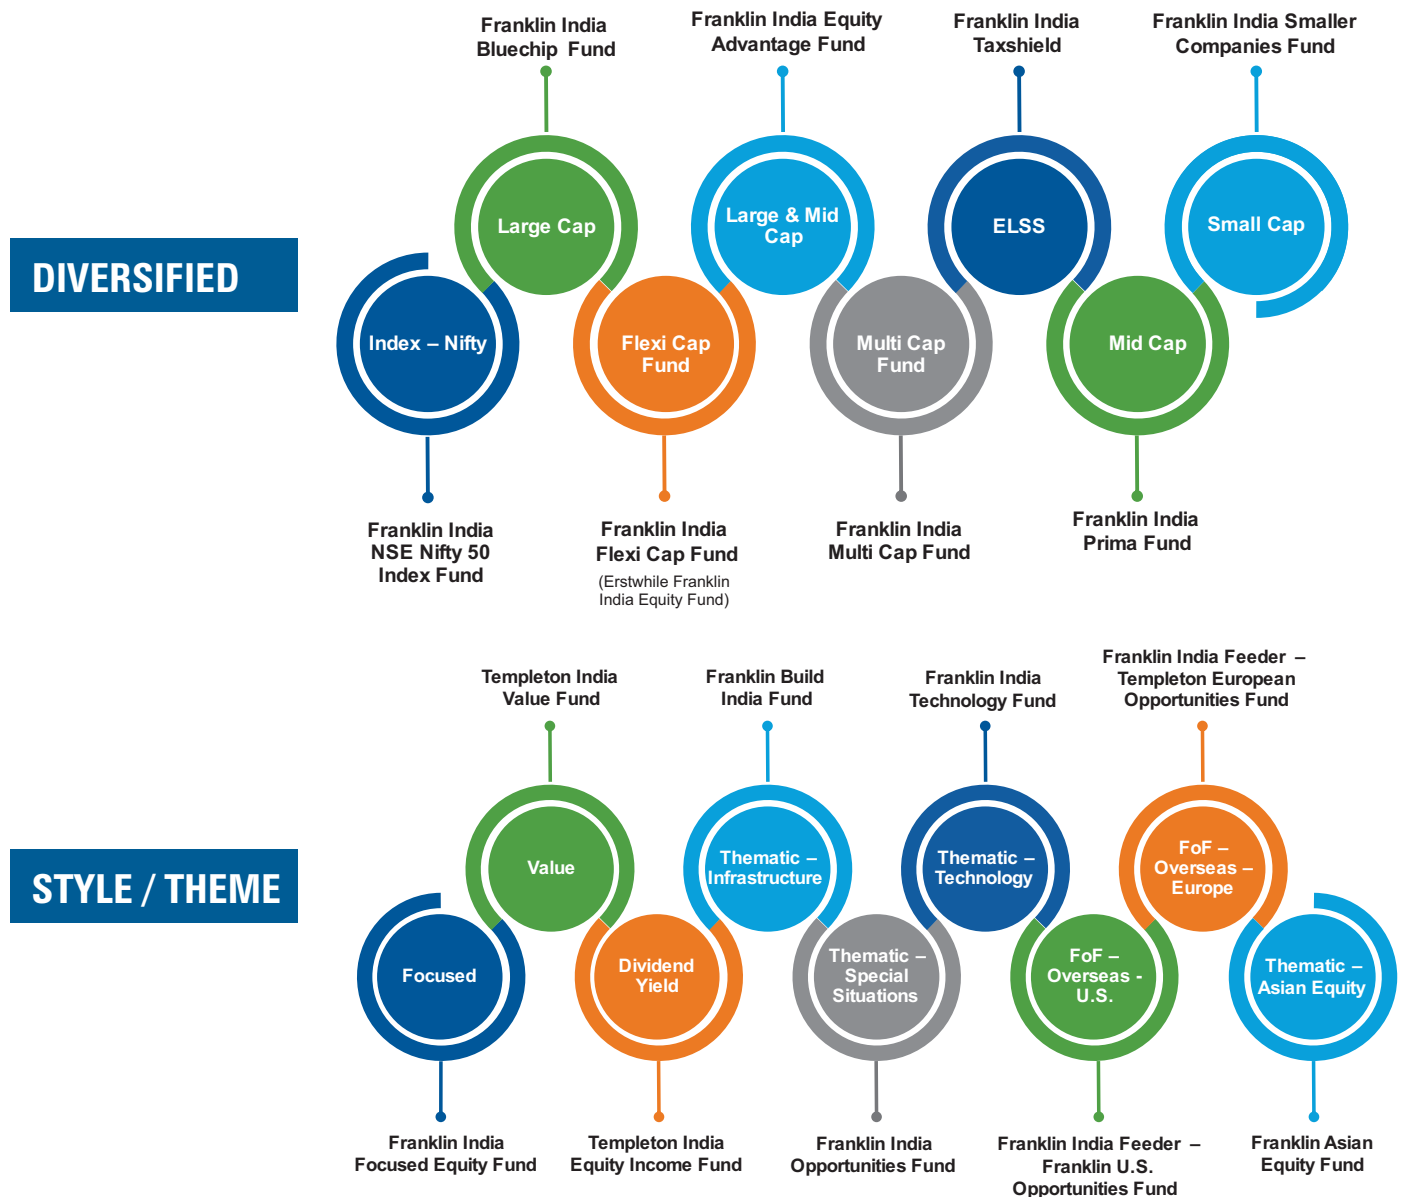 Franklin India
Bluechip Fund
Franklin India Equity
Advantage Fund
Franklin India
Taxshield
Franklin India Smaller
Companies Fund
DIVERSIFIED
Large Cap
Large & Mid
Cap
ELSS
Small Cap
Index – Nifty
Flexi Cap
Fund
Multi Cap
Fund
Mid Cap
Franklin India
NSE Nifty 50
Index Fund
Franklin India
Flexi Cap Fund
(Erstwhile Franklin
India Equity Fund)
Franklin India
Multi Cap Fund
Franklin India
Prima Fund
Templeton India
Value Fund
Franklin Build
India Fund
Franklin India
Technology Fund
Franklin India Feeder –
Templeton European
Opportunities Fund
STYLE / THEME
Value
Thematic –
Infrastructure
Thematic –
Technology
FoF –
Overseas –
Europe
Focused
Dividend
Yield
Thematic –
Special
Situations
FoF –
Overseas -
U.S.
Thematic –
Asian Equity
Franklin India
Focused Equity Fund
Templeton India
Equity Income Fund
Franklin India
Opportunities Fund
Franklin India Feeder –
Franklin U.S.
Opportunities Fund
Franklin Asian
Equity Fund